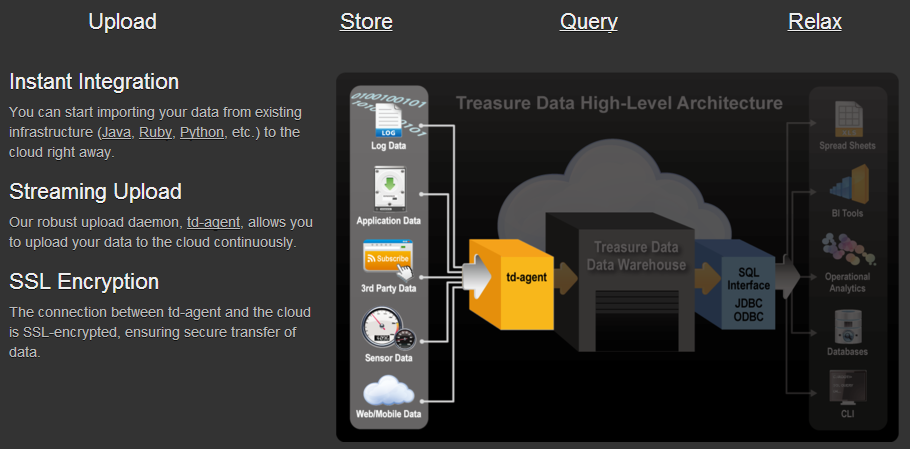 Upload
Store
Query
Relax
Instant Integration
You can start importing your data from existing
infrastructure (Java, Ruby, Python, etc.) to the
cloud right away.
Streaming Upload
Our robust upload daemon, td-agent, allows you
to upload your data to the cloud continuously.
SSL Encryption
The connection between td-agent and the cloud
is SSL-encrypted, ensuring secure transfer of
data.
Treasure Data High-Level Architecture
0100100101
LOG
Log Data
Application Data
Subscribe
3rd Party Data
Sensor Data
Web/Mobile Data
td-agent
Treasure Data
Data Warehouse
SQL
Interface
JDBC
ODBC
Spread Sheets
BI Tools
Operational
Analytics
Databases
CLI